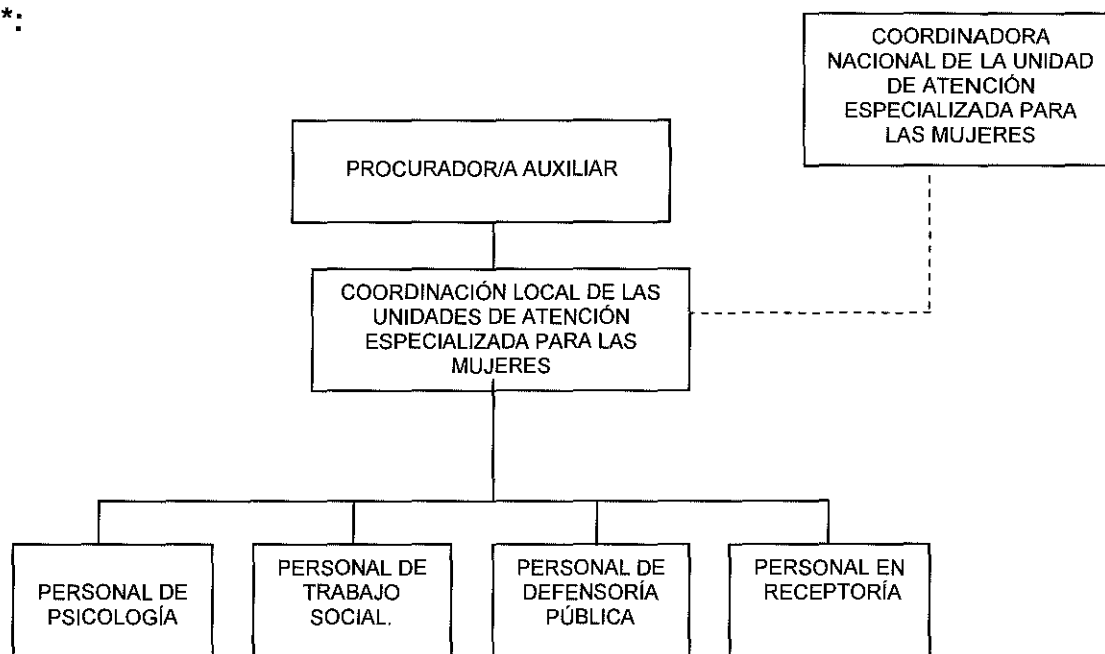 *:
COORDINADORA
NACIONAL DE LA UNIDAD
DE ATENCIÓN
ESPECIALIZADA PARA
LAS MUJERES
PROCURADOR/A AUXILIAR
COORDINACIÓN LOCAL DE LAS
UNIDADES DE ATENCIÓN
ESPECIALIZADA PARA LAS
MUJERES
PERSONAL DE
PSICOLOGÍA
PERSONAL DE
TRABAJO
SOCIAL.
PERSONAL DE
DEFENSORÍA
PÚBLICA
PERSONAL EN
RECEPTORÍA